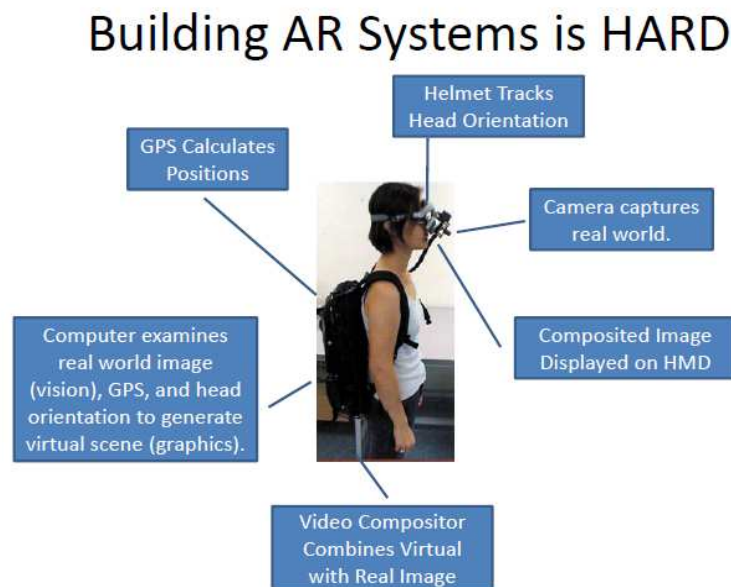 Building AR Systems is HARD
Helmet Tracks
Head Orientation
GPS Calculates
Positions
Camera captures
real world.
Computer examines
real world image
(vision), GPS, and head
orientation to generate
virtual scene (graphics).
Composited Image
Displayed on HMD
Video Compositor
Combines Virtual
with Real Image